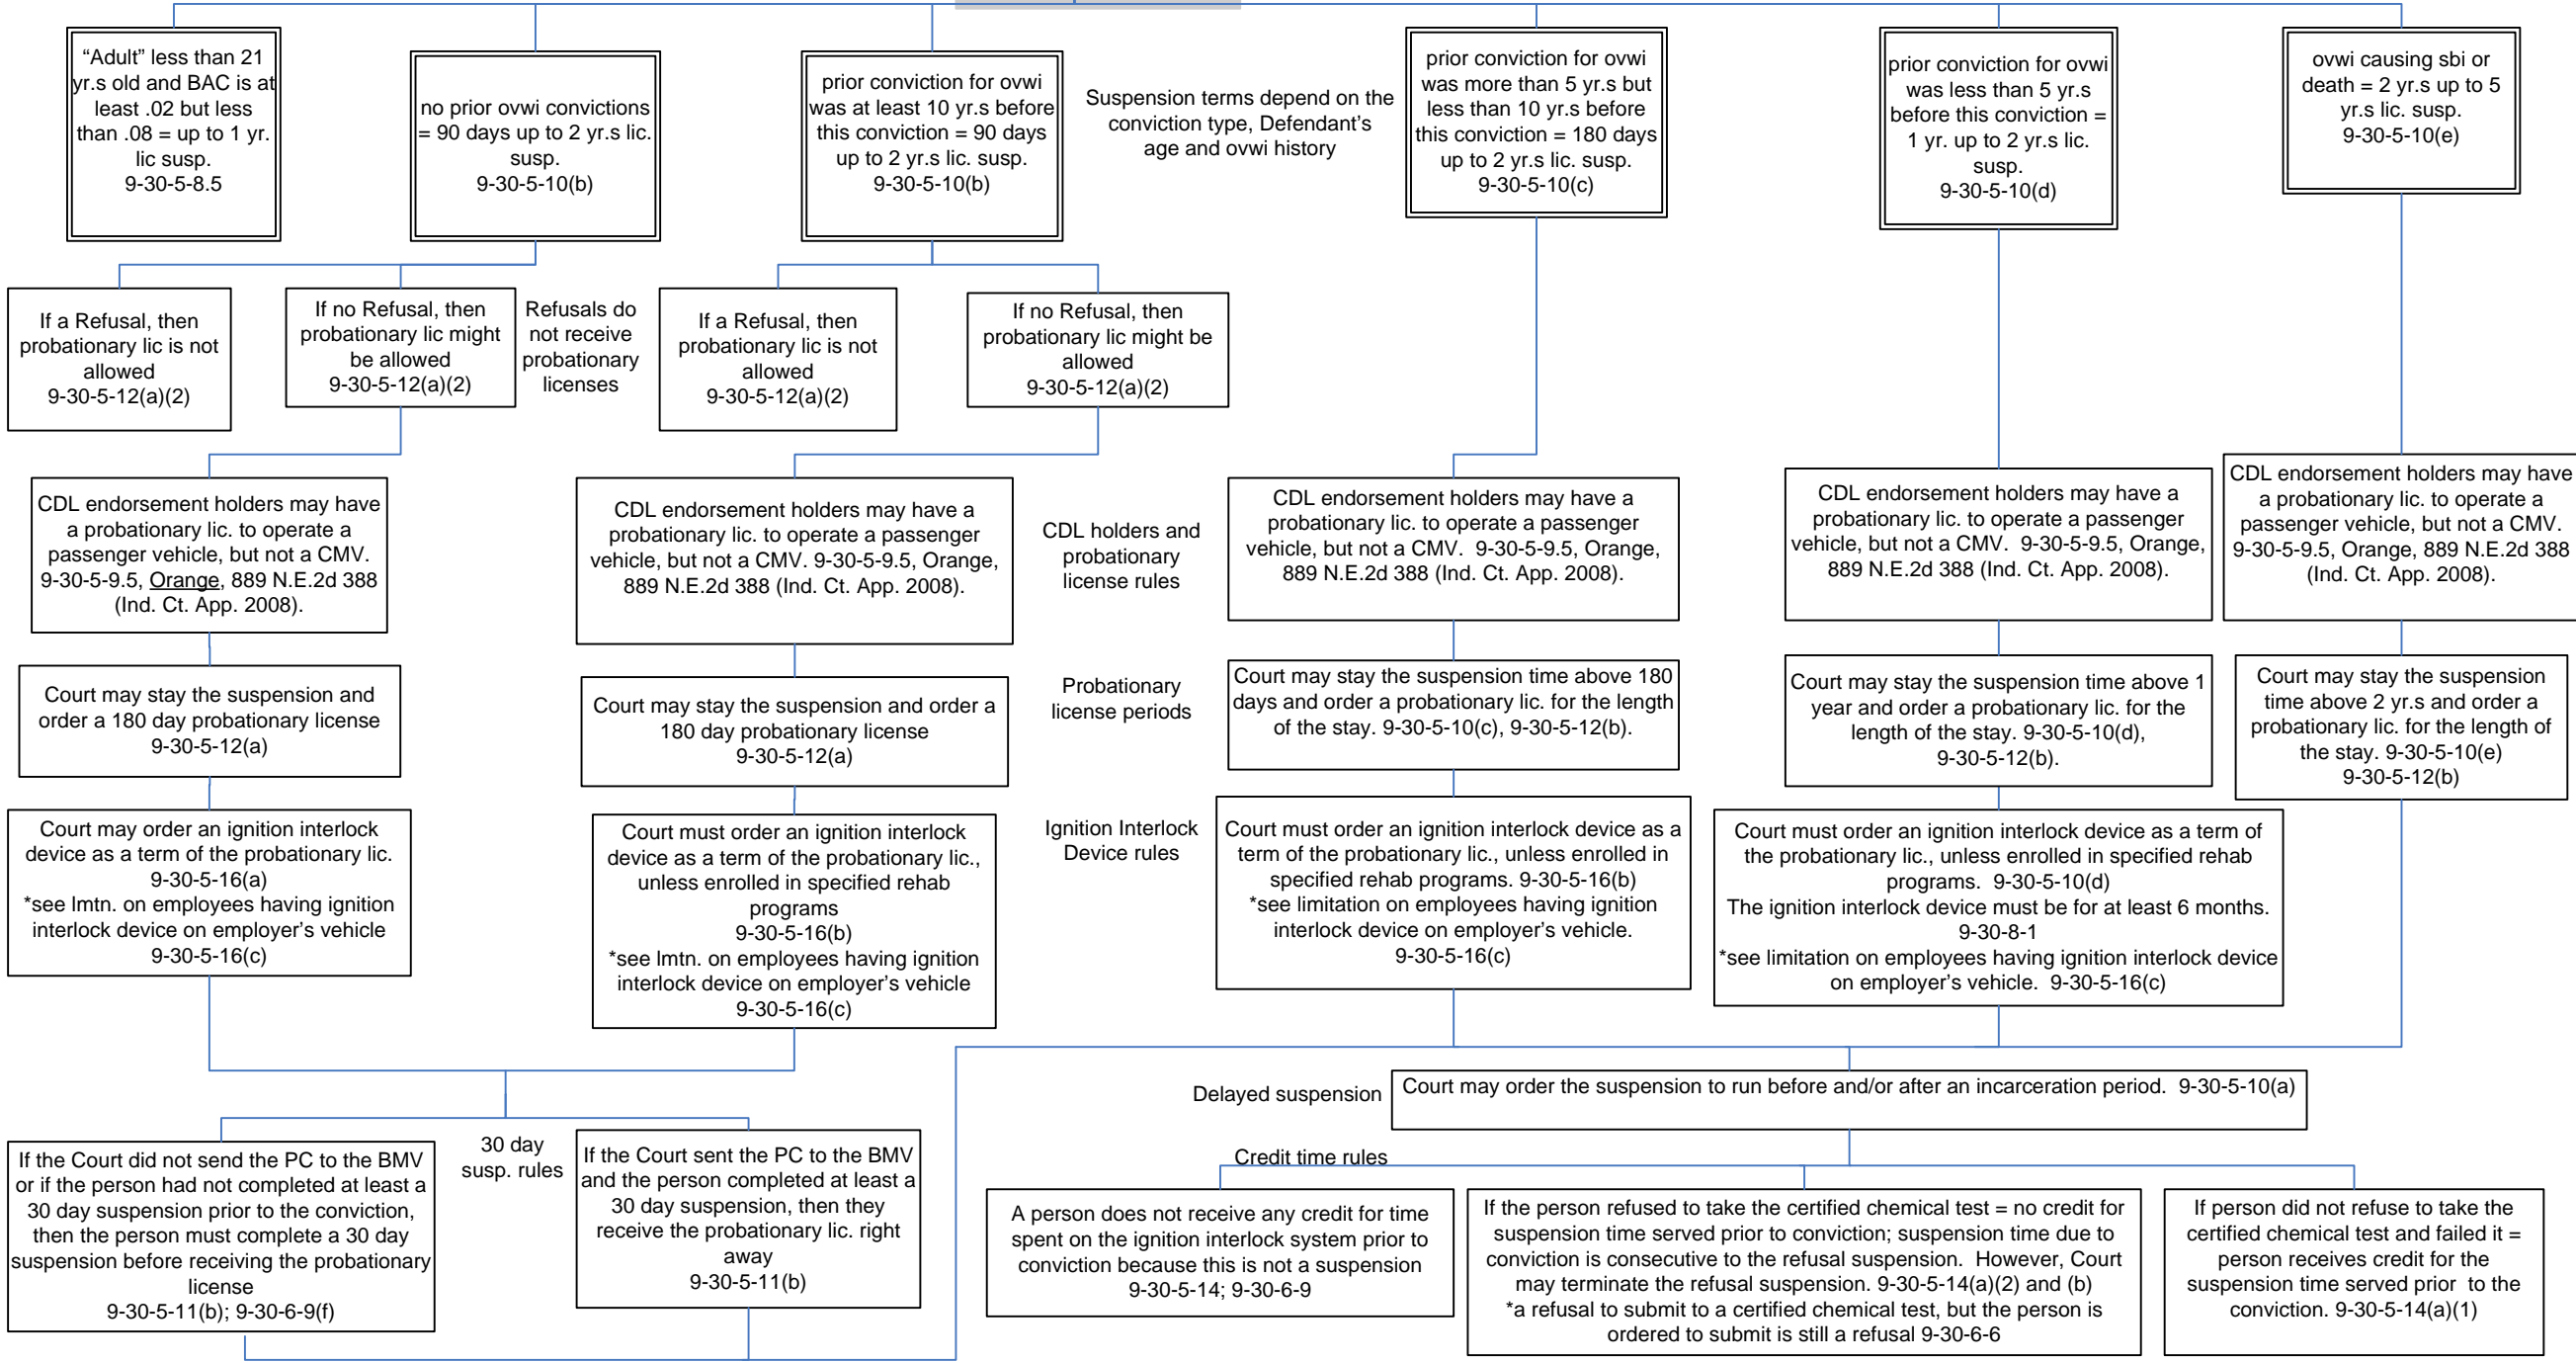 “Adult” less than 21
yr.s old and BAC is at
least .02 but less
than .08 = up to 1 yr.
lic susp.
9-30-5-8.5
no prior ovwi convictions
= 90 days up to 2 yr.s lic.
susp.
9-30-5-10(b)
prior conviction for ovwi
was at least 10 yr.s before
this conviction = 90 days
up to 2 yr.s lic. susp.
9-30-5-10(b)
Suspension terms depend on the
conviction type, Defendant’s
age and ovwi history
prior conviction for ovwi
was more than 5 yr.s but
less than 10 yr.s before
this conviction = 180 days
up to 2 yr.s lic. susp.
9-30-5-10(c)
prior conviction for ovwi
was less than 5 yr.s
before this conviction =
1 yr. up to 2 yr.s lic.
susp.
9-30-5-10(d)
ovwi causing sbi or
death = 2 yr.s up to 5
yr.s lic. susp.
9-30-5-10(e)
If a Refusal, then
probationary lic is not
allowed
9-30-5-12(a)(2)
If no Refusal, then
probationary lic might
be allowed
9-30-5-12(a)(2)
Refusals do
not receive
probationary
licenses
If a Refusal, then
probationary lic is not
allowed
9-30-5-12(a)(2)
If no Refusal, then
probationary lic might be
allowed
9-30-5-12(a)(2)
CDL endorsement holders may have
a probationary lic. to operate a
passenger vehicle, but not a CMV.
9-30-5-9.5, Orange, 889 N.E.2d 388
(Ind. Ct. App. 2008).
CDL endorsement holders may have a
probationary lic. to operate a passenger
vehicle, but not a CMV. 9-30-5-9.5, Orange,
889 N.E.2d 388 (Ind. Ct. App. 2008).
CDL holders and
probationary
license rules
CDL endorsement holders may have a
probationary lic. to operate a passenger
vehicle, but not a CMV.  9-30-5-9.5, Orange,
889 N.E.2d 388 (Ind. Ct. App. 2008).
CDL endorsement holders may have a
probationary lic. to operate a passenger
vehicle, but not a CMV.  9-30-5-9.5, Orange,
889 N.E.2d 388 (Ind. Ct. App. 2008).
CDL endorsement holders may have
a probationary lic. to operate a
passenger vehicle, but not a CMV.
9-30-5-9.5, Orange, 889 N.E.2d 388
(Ind. Ct. App. 2008).
Court may stay the suspension and
order a 180 day probationary license
9-30-5-12(a)
Court may stay the suspension and order a
180 day probationary license
9-30-5-12(a)
Probationary
license periods
Court may stay the suspension time above 180
days and order a probationary lic. for the length
of the stay. 9-30-5-10(c), 9-30-5-12(b).
Court may stay the suspension time above 1
year and order a probationary lic. for the
length of the stay. 9-30-5-10(d),
9-30-5-12(b).
Court may stay the suspension
time above 2 yr.s and order a
probationary lic. for the length of
the stay. 9-30-5-10(e)
9-30-5-12(b)
Court may order an ignition interlock
device as a term of the probationary lic.
9-30-5-16(a)
*see lmtn. on employees having ignition
interlock device on employer’s vehicle
9-30-5-16(c)
Court must order an ignition interlock
device as a term of the probationary lic.,
unless enrolled in specified rehab
programs
9-30-5-16(b)
*see lmtn. on employees having ignition
interlock device on employer’s vehicle
9-30-5-16(c)
Ignition Interlock
Device rules
Court must order an ignition interlock device as a
term of the probationary lic., unless enrolled in
specified rehab programs. 9-30-5-16(b)
*see limitation on employees having ignition
interlock device on employer’s vehicle.
9-30-5-16(c)
Court must order an ignition interlock device as a term of
the probationary lic., unless enrolled in specified rehab
programs.  9-30-5-10(d)
The ignition interlock device must be for at least 6 months.
9-30-8-1
*see limitation on employees having ignition interlock device
on employer’s vehicle.  9-30-5-16(c)
Delayed suspension
Court may order the suspension to run before and/or after an incarceration period.  9-30-5-10(a)
If the Court did not send the PC to the BMV
or if the person had not completed at least a
30 day suspension prior to the conviction,
then the person must complete a 30 day
suspension before receiving the probationary
license
9-30-5-11(b); 9-30-6-9(f)
30 day
susp. rules
If the Court sent the PC to the BMV
and the person completed at least a
30 day suspension, then they
receive the probationary lic. right
away
9-30-5-11(b)
Credit time rules
A person does not receive any credit for time
spent on the ignition interlock system prior to
conviction because this is not a suspension
9-30-5-14; 9-30-6-9
If the person refused to take the certified chemical test = no credit for
suspension time served prior to conviction; suspension time due to
conviction is consecutive to the refusal suspension.  However, Court
may terminate the refusal suspension. 9-30-5-14(a)(2) and (b)
*a refusal to submit to a certified chemical test, but the person is
ordered to submit is still a refusal 9-30-6-6
If person did not refuse to take the
certified chemical test and failed it =
person receives credit for the
suspension time served prior  to the
conviction. 9-30-5-14(a)(1)